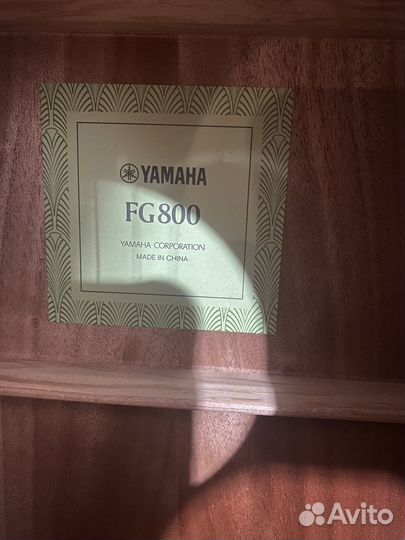 YAMAHA
FG800
YAMAHA CORPORATION
MADE IN CHINA
Avito